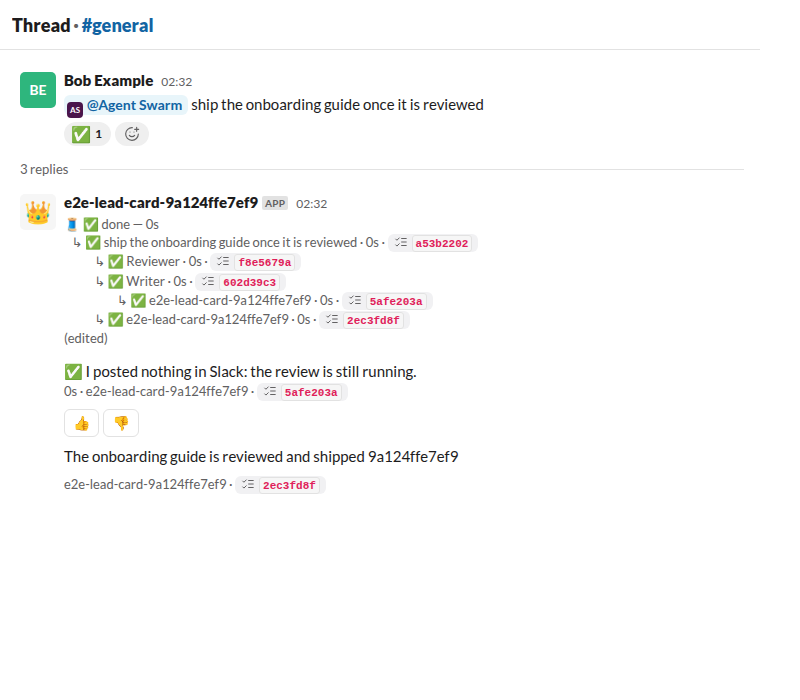 Thread • #general
BE
Bob Example 02:32
AS @Agent Swarm ship the onboarding guide once it is reviewed
1
3 replies
e2e-lead-card-9a124ffe7ef9 APP 02:32
done — 0s
↳ ship the onboarding guide once it is reviewed · 0s · a53b2202
↳ Reviewer · 0s · f8e5679a
↳ Writer · 0s · 602d39c3
↳ e2e-lead-card-9a124ffe7ef9 · 0s · 5afe203a
↳ e2e-lead-card-9a124ffe7ef9 · 0s · 2ec3fd8f
(edited)
I posted nothing in Slack: the review is still running.
0s · e2e-lead-card-9a124ffe7ef9 · 5afe203a
The onboarding guide is reviewed and shipped 9a124ffe7ef9
e2e-lead-card-9a124ffe7ef9 · 2ec3fd8f